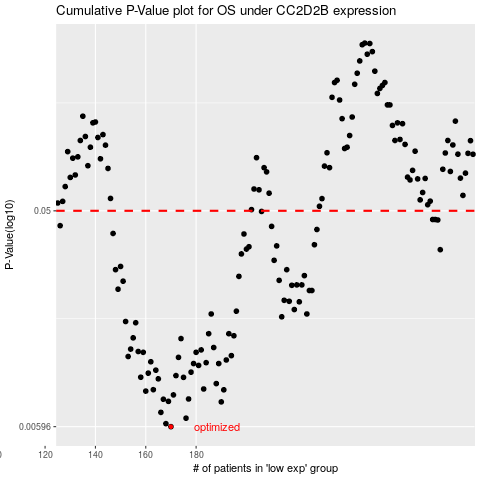 Cumulative P-Value plot for OS under CC2D2B expression
P-Value(log10)
0.05
0.00596
optimized
0 120 140 160 180
# of patients in 'low exp' group